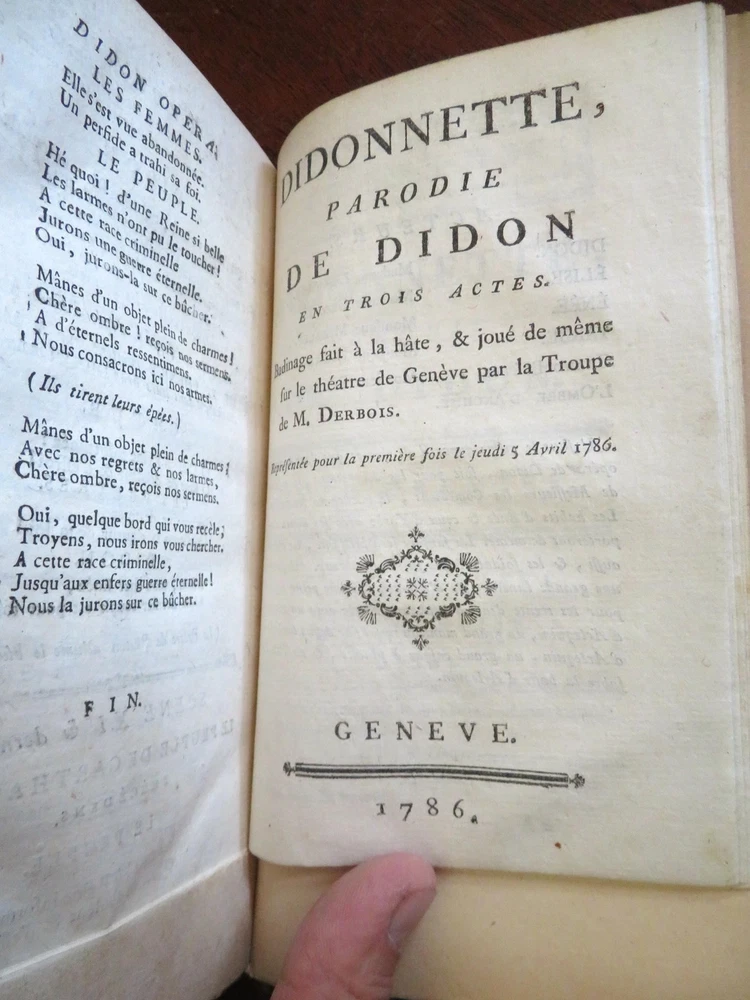 DIDON OPERA.
LES FEMMES.
Elle s'est vue abandonnée.
Un perfide a trahi sa foi.
LE PEUPLE.
Hé quoi ! d'une Reine si belle
Les larmes n'ont pu le toucher !
A cette race criminelle
Jurons une guerre éternelle.
Oui, jurons-la sur ce bûcher.
Mânes d'un objet plein de charmes !
Chère ombre ! reçois nos sermens.
A d'éternels ressentimens.
Nous consacrons ici nos armes.
(Ils tirent leurs épées.)
Mânes d'un objet plein de charmes ;
Avec nos regrets & nos larmes,
Chère ombre, reçois nos sermens.
Oui, quelque bord qui vous recèle ;
Troyens, nous irons vous chercher.
A cette race criminelle,
Jusqu'aux enfers guerre éternelle !
Nous la jurons sur ce bûcher.
FIN.
DIDONNETTE,
PARODIE
DE DIDON
EN TROIS ACTES.
Badinage fait à la hâte, & joué de même
sur le théatre de Genève par la Troupe
de M. DERBOIS.
Représentée pour la première fois le jeudi 5 Avril 1786.
GENEVE.
1786.